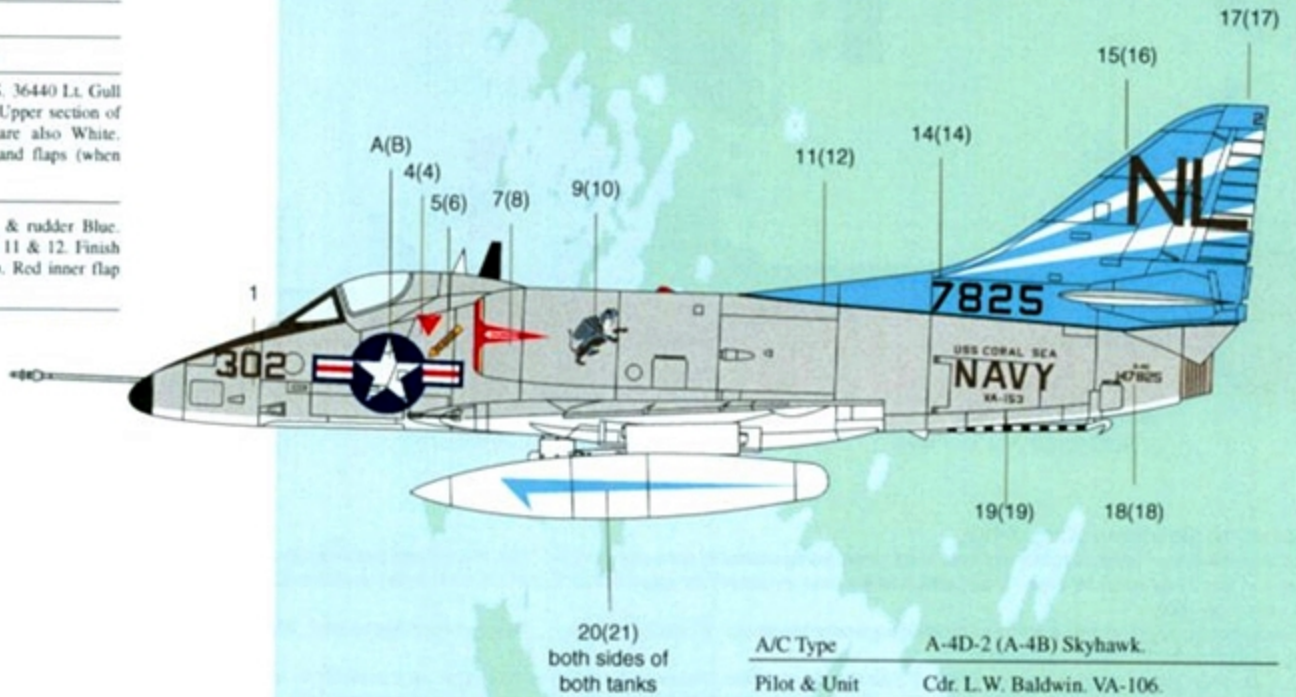 . 36440 Lt. Gull
Upper section of
are also White.
and flaps (when
& rudder Blue.
11 & 12. Finish
. Red inner flap
17(17)
15(16)
14(14)
A(B)
11(12)
4(4)
9(10)
5(6)
7(8)
1
2
NL
7825
302
USS CORAL SEA
NAVY
VA-153
147825
19(19)
18(18)
20(21)
both sides of
both tanks
A/C Type A-4D-2 (A-4B) Skyhawk.
Pilot & Unit Cdr. L.W. Baldwin. VA-106.